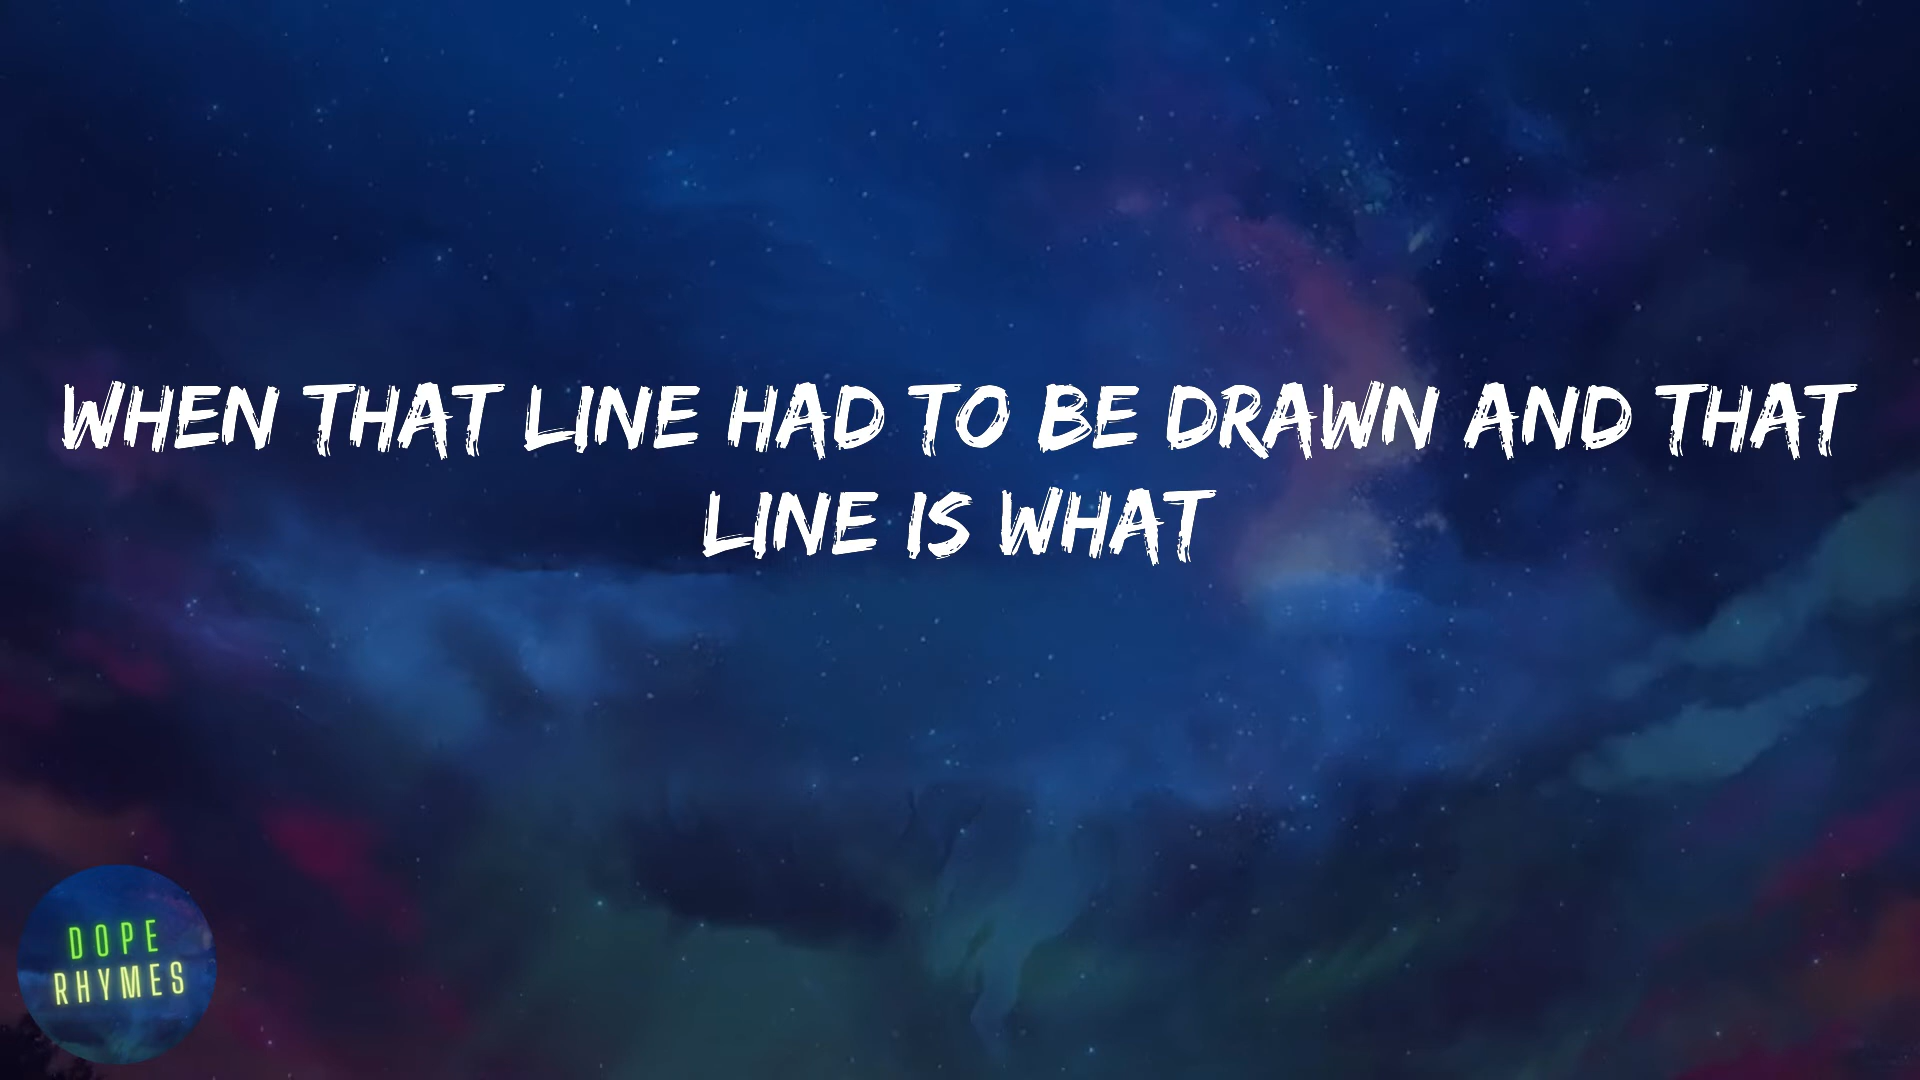 WHEN THAT LINE HAD TO BE DRAWN AND THAT
LINE IS WHAT
DOPE
RHYMES